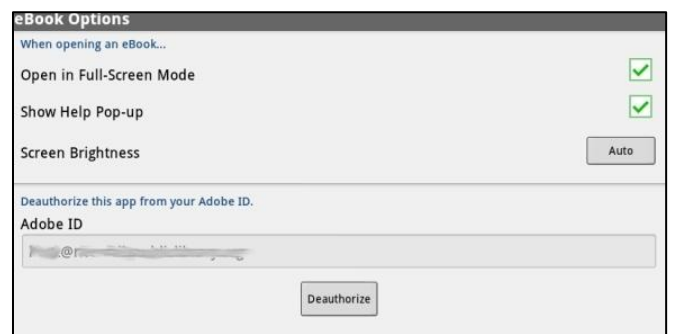 eBook Options
When opening an eBook...
Open in Full-Screen Mode
Show Help Pop-up
Screen Brightness Auto
Deauthorize this app from your Adobe ID.
Adobe ID
Deauthorize